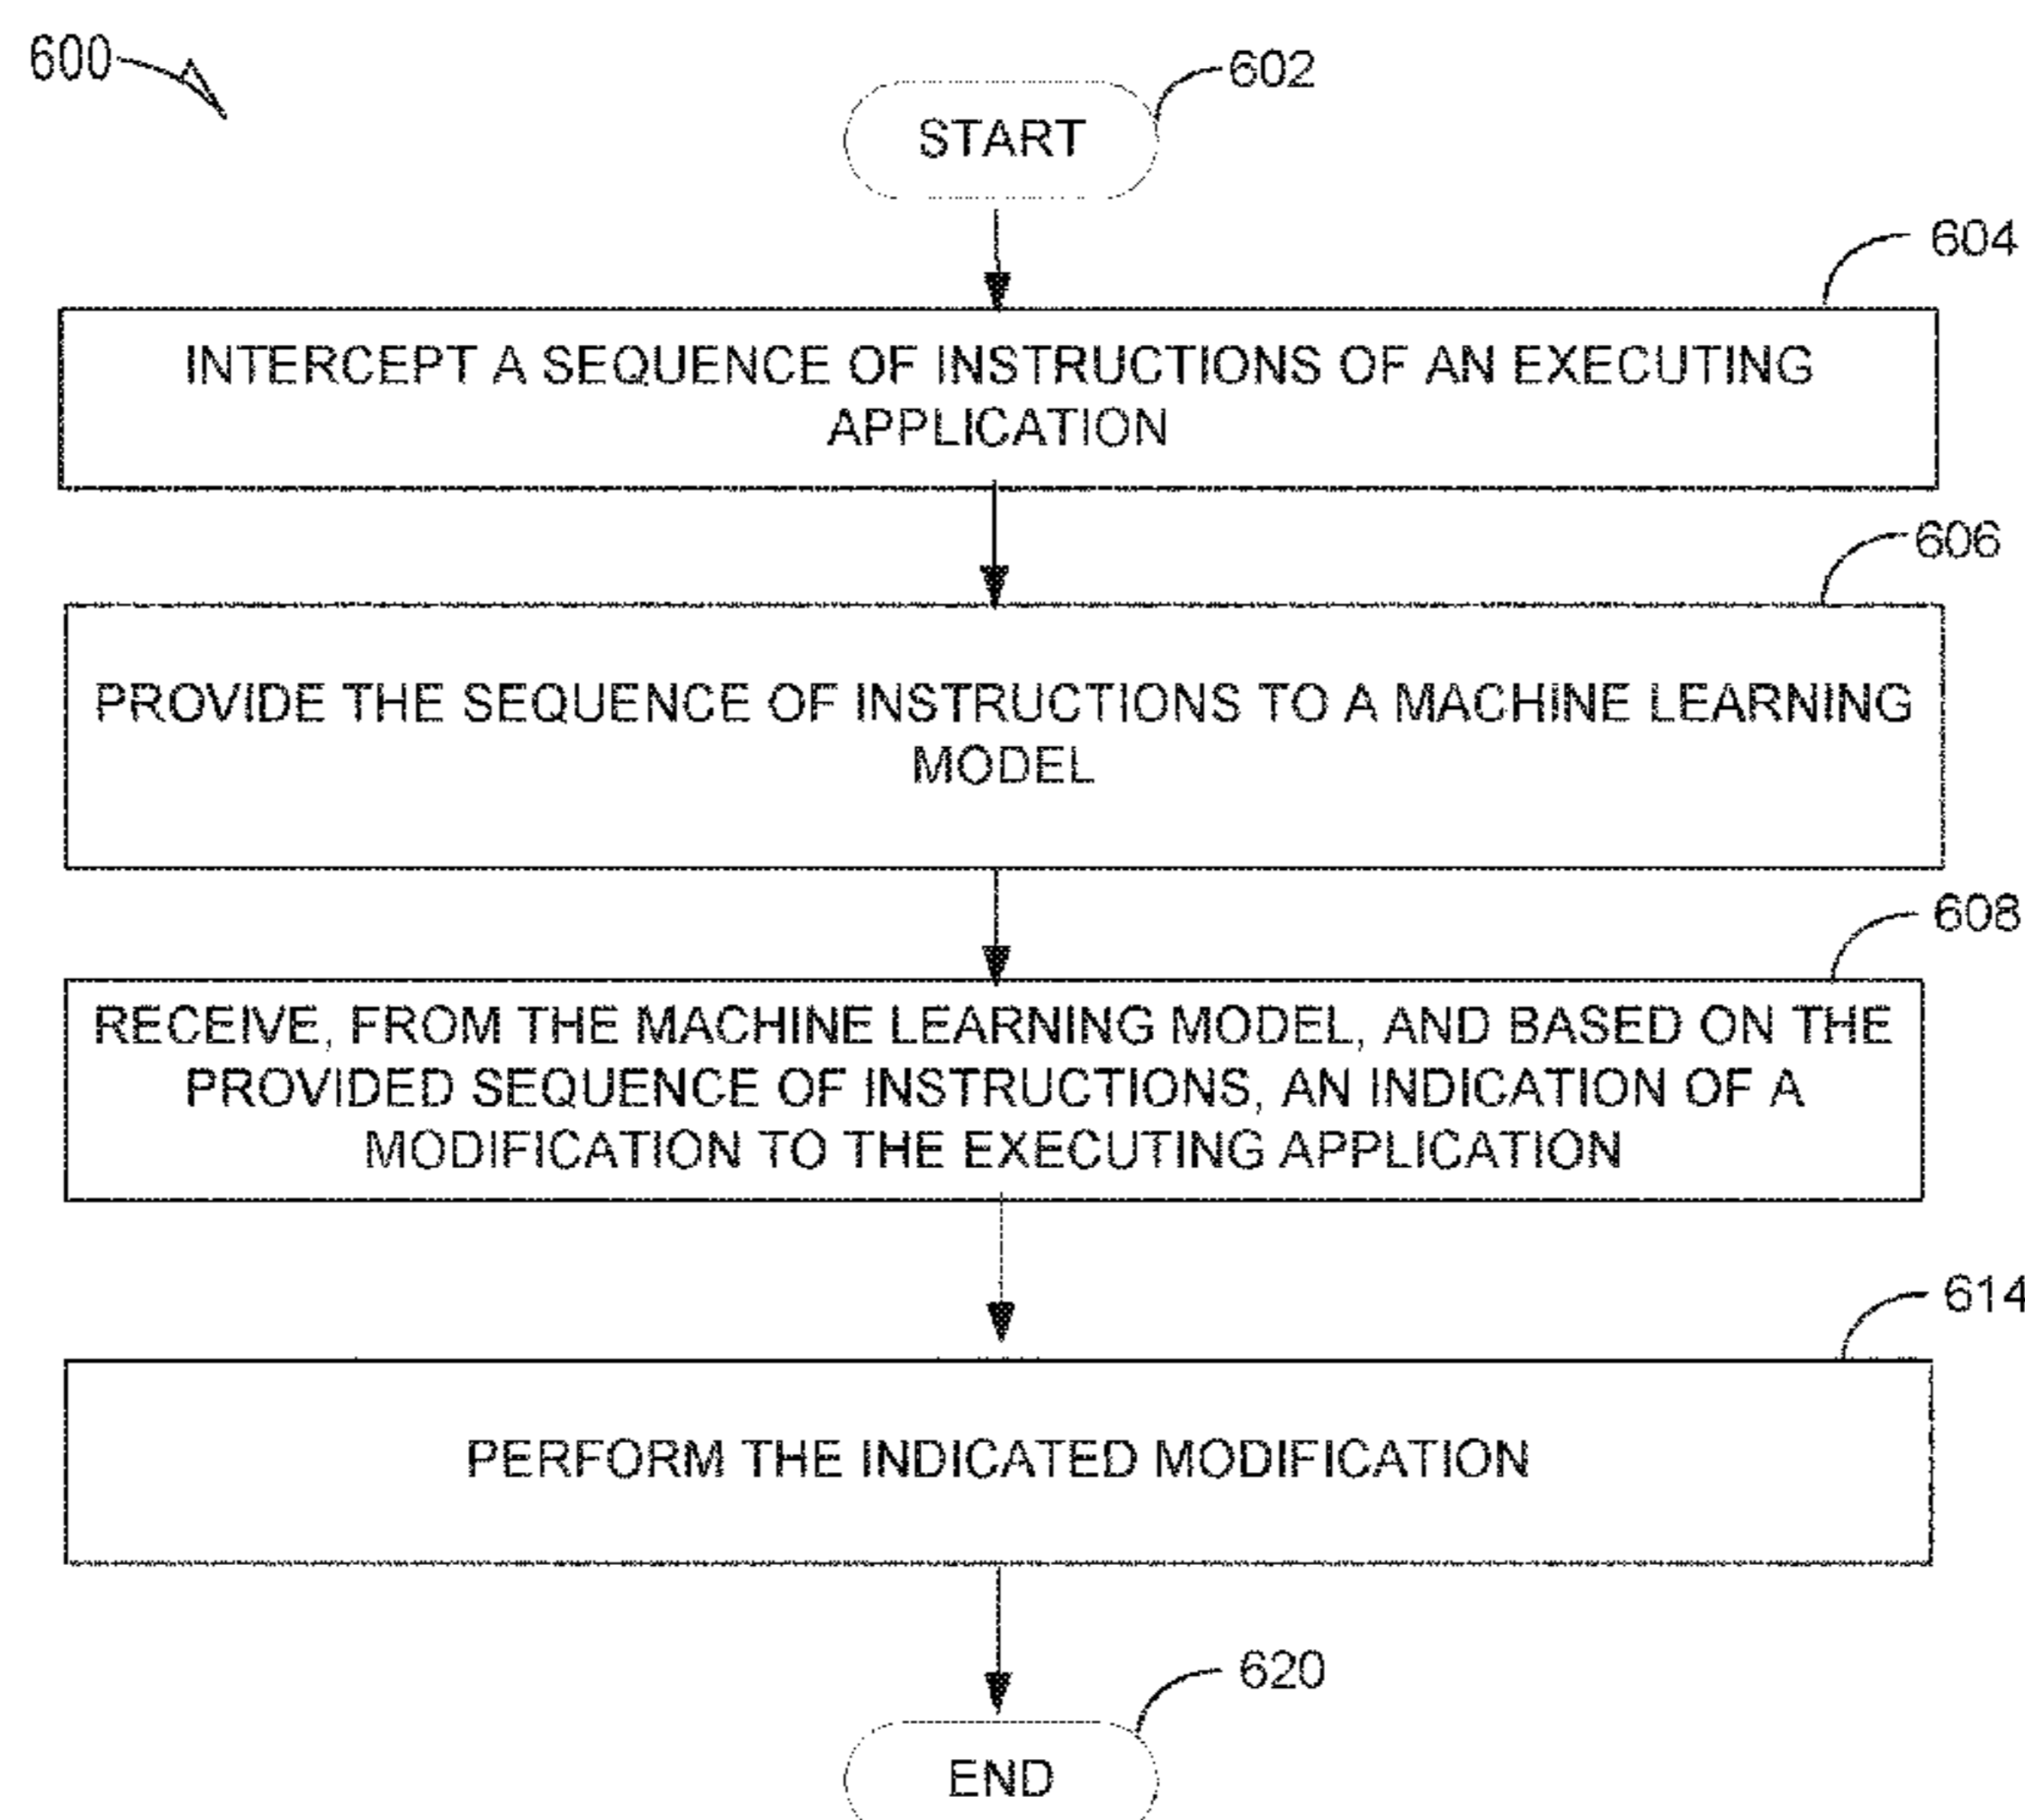 600
602
START
604
INTERCEPT A SEQUENCE OF INSTRUCTIONS OF AN EXECUTING
APPLICATION
606
PROVIDE THE SEQUENCE OF INSTRUCTIONS TO A MACHINE LEARNING
MODEL
608
RECEIVE, FROM THE MACHINE LEARNING MODEL, AND BASED ON THE
PROVIDED SEQUENCE OF INSTRUCTIONS, AN INDICATION OF A
MODIFICATION TO THE EXECUTING APPLICATION
614
PERFORM THE INDICATED MODIFICATION
620
END